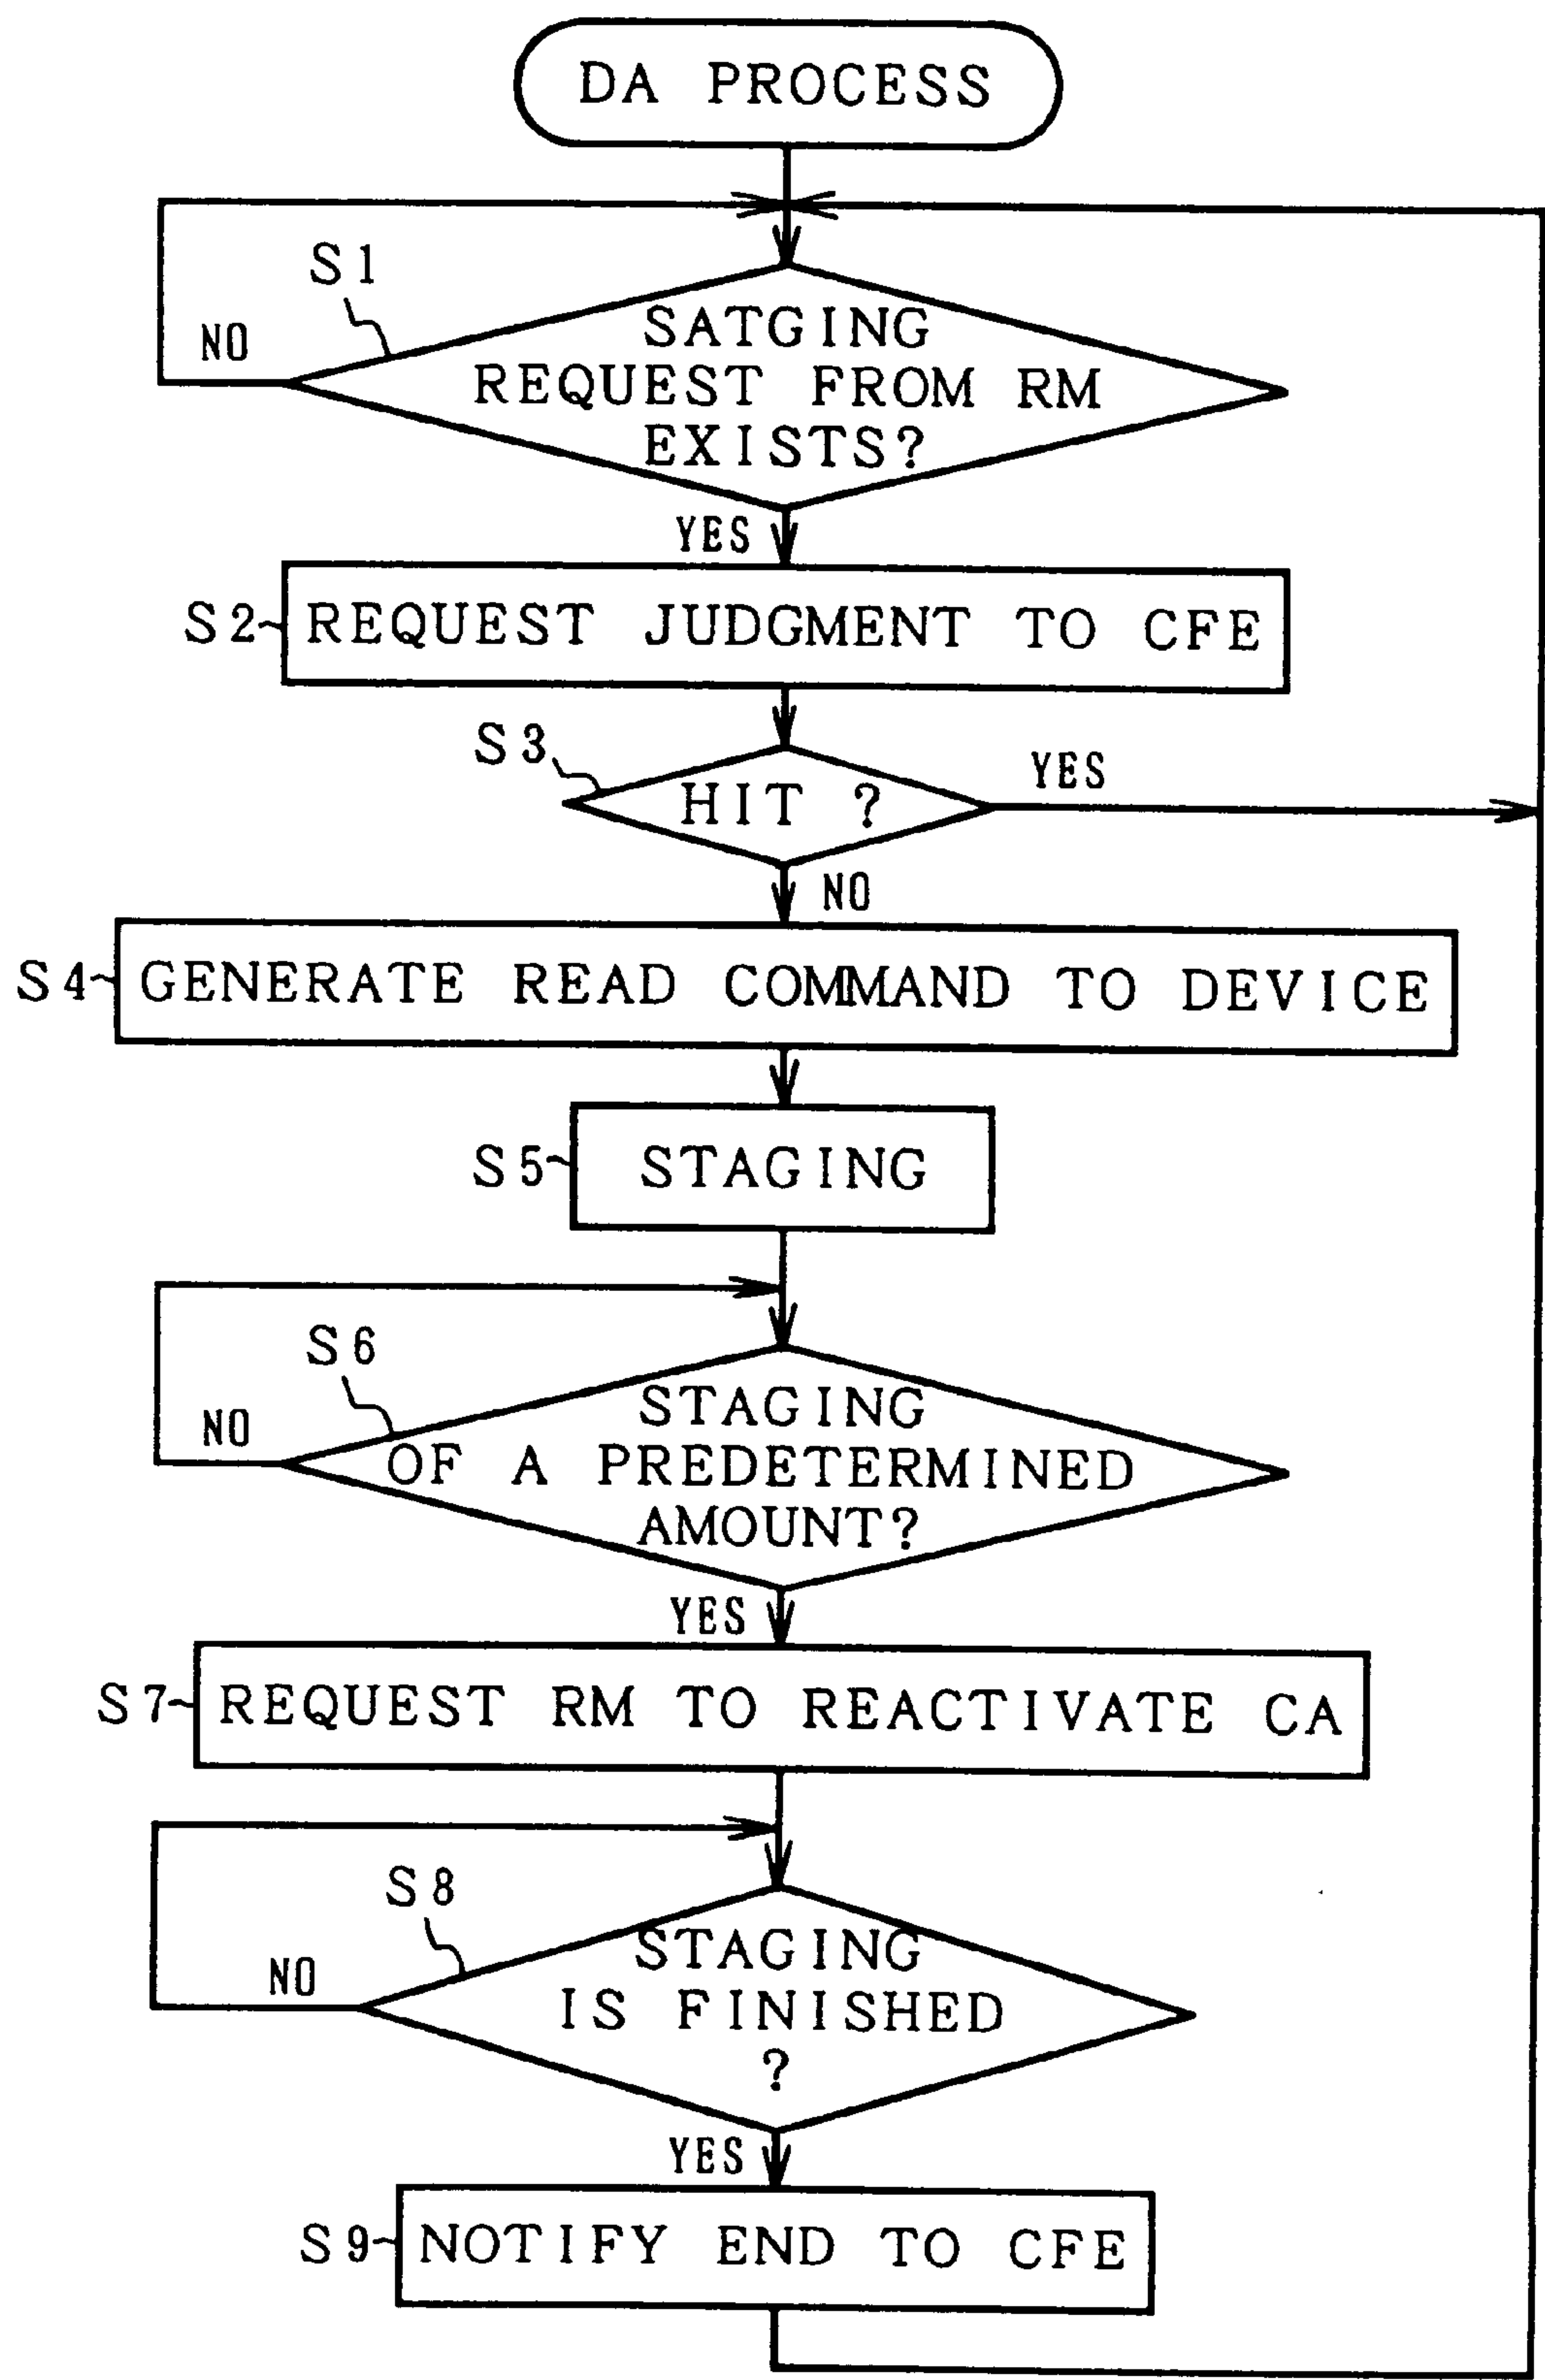 DA PROCESS
S1
SATGING
NO
REQUEST FROM RM
EXISTS?
YES
S2
REQUEST JUDGMENT TO CFE
S3
YES
HIT ?
NO
S4
GENERATE READ COMMAND TO DEVICE
S5
STAGING
S6
STAGING
NO
OF A PREDETERMINED
AMOUNT?
YES
S7
REQUEST RM TO REACTIVATE CA
S8
STAGING
NO
IS FINISHED
?
YES
S9
NOTIFY END TO CFE